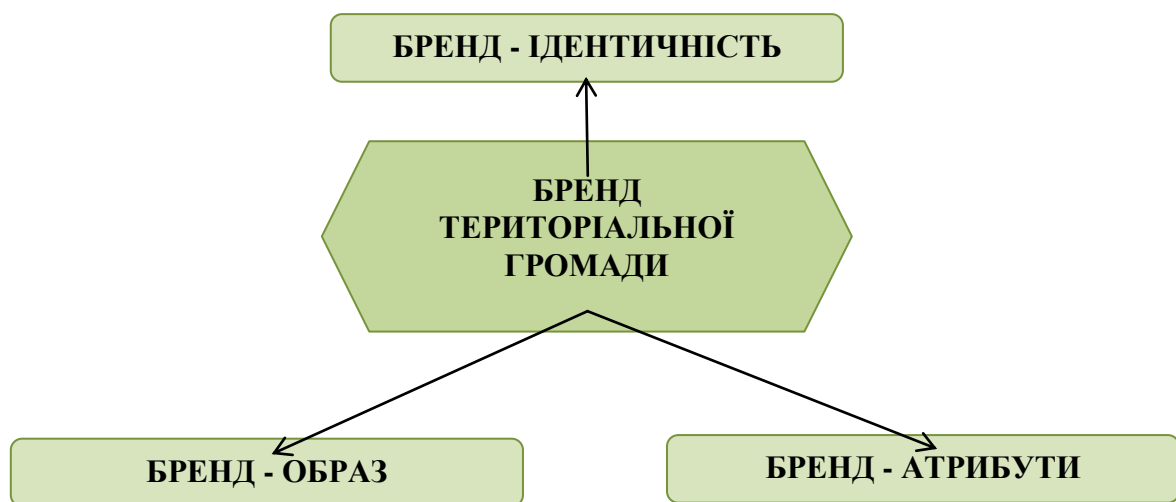 БРЕНД - ІДЕНТИЧНІСТЬ
БРЕНД
ТЕРИТОРІАЛЬНОЇ
ГРОМАДИ
БРЕНД - ОБРАЗ
БРЕНД - АТРИБУТИ